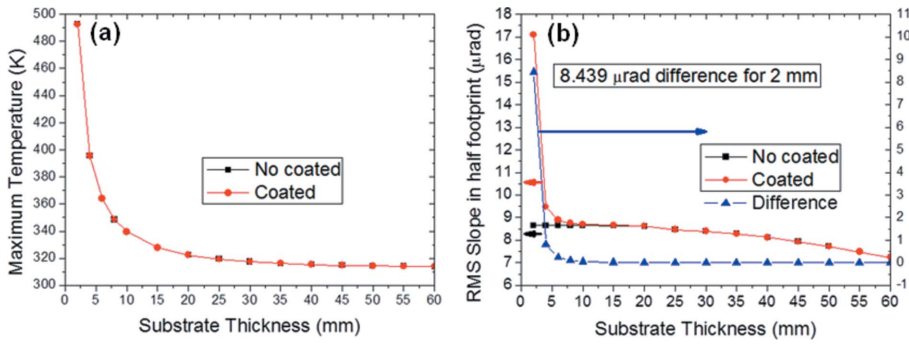 (a)
500
480
460
440
420
400
380
360
340
320
300
Maximum Temperature (K)
No coated
Coated
0 5 10 15 20 25 30 35 40 45 50 55 60
Substrate Thickness (mm)
(b)
18
17
16
15
14
13
12
11
10
9
8
7
6
RMS Slope in half footprint (μrad)
8.439 μrad difference for 2 mm
No coated
Coated
Difference
11
10
9
8
7
6
5
4
3
2
1
0
-1
0 5 10 15 20 25 30 35 40 45 50 55 60
Substrate Thickness (mm)